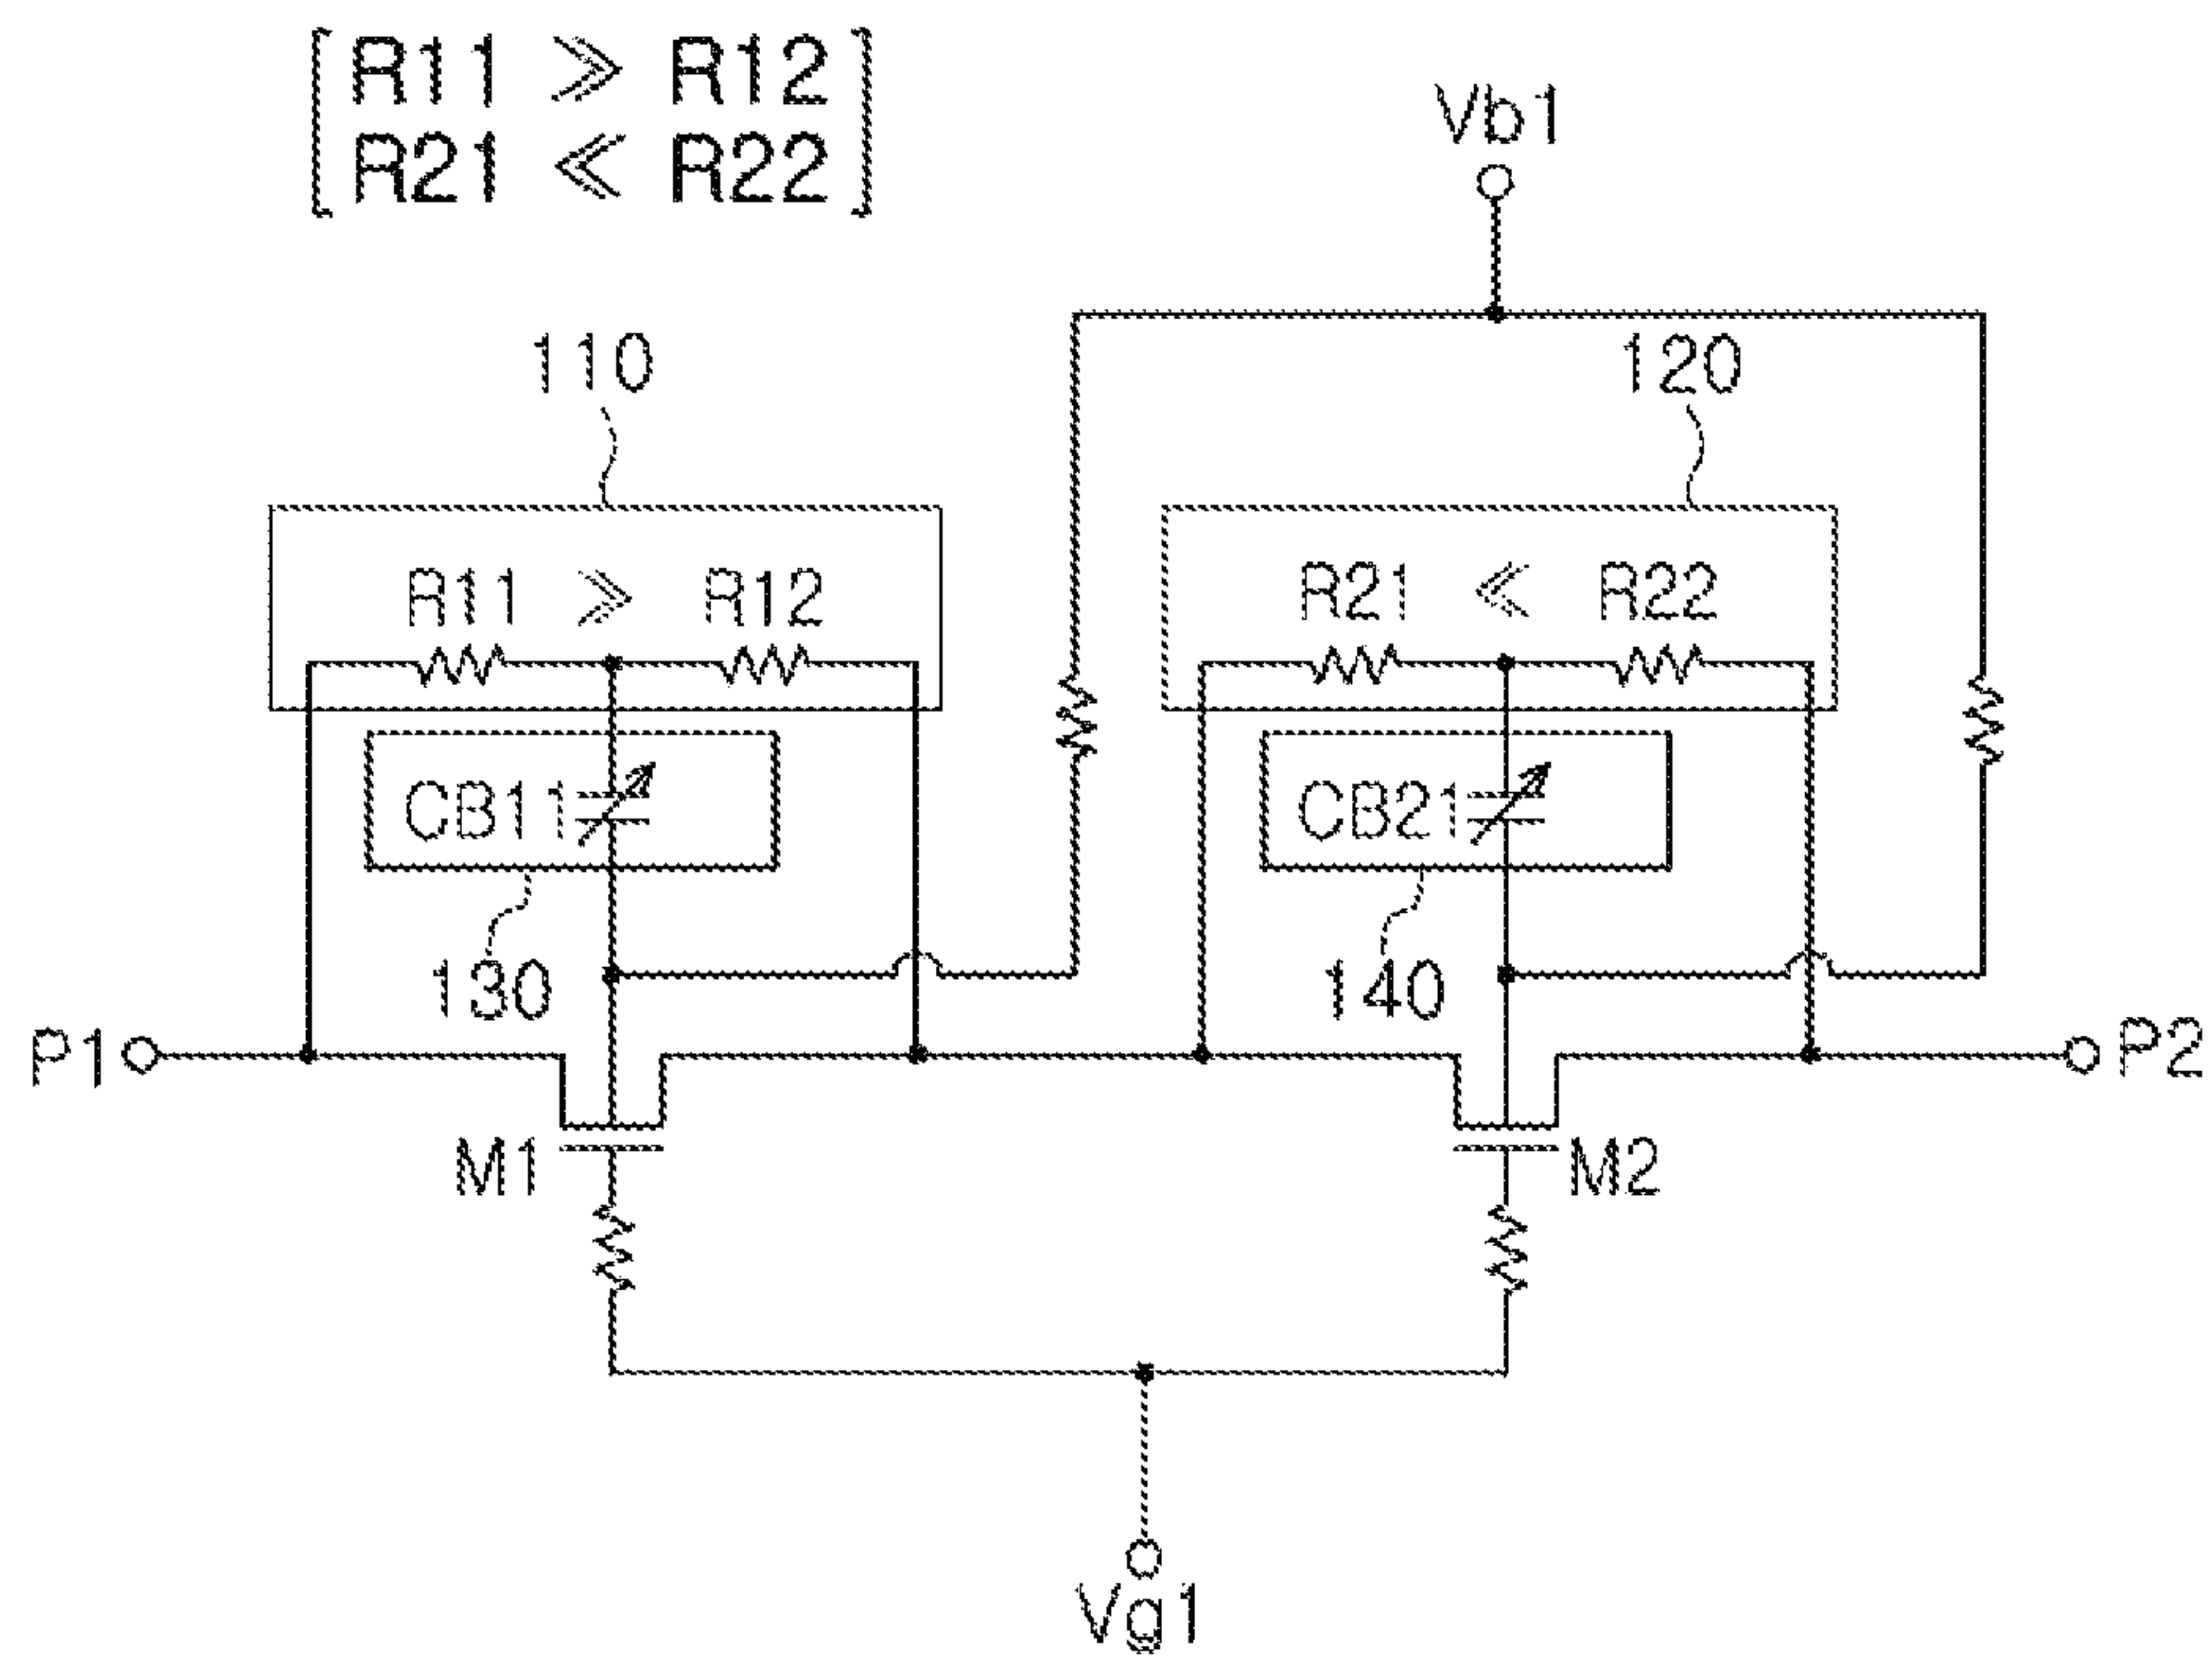 R11 ≫ R12
R21 ≪ R22
Vb1
110
120
R11 ≫ R12
R21 ≪ R22
CB11
CB21
130
140
P1
P2
M1
M2
Vg1